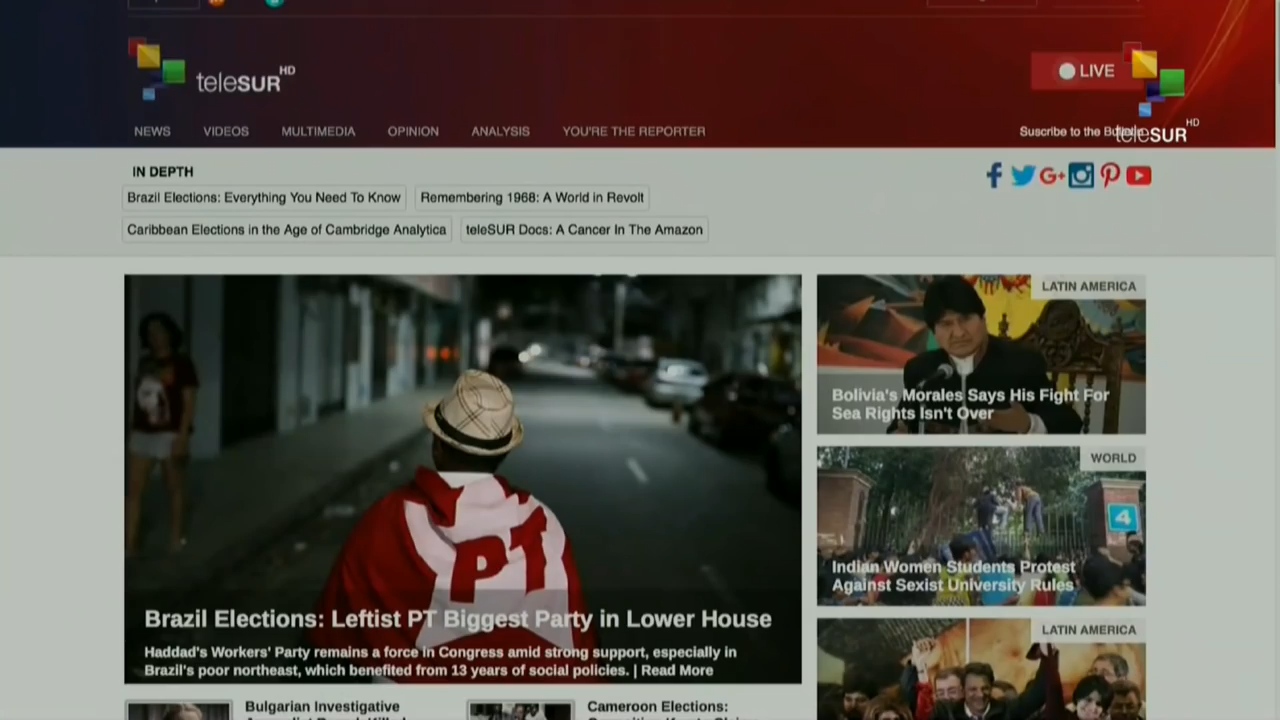 teleSUR HD
LIVE
NEWS VIDEOS MULTIMEDIA OPINION ANALYSIS YOU'RE THE REPORTER
Suscribe to the
teleSUR HD
IN DEPTH
Brazil Elections: Everything You Need To Know
Remembering 1968: A World in Revolt
Caribbean Elections in the Age of Cambridge Analytica
teleSUR Docs: A Cancer In The Amazon
PT
Brazil Elections: Leftist PT Biggest Party in Lower House
Haddad's Workers' Party remains a force in Congress amid strong support, especially in
Brazil's poor northeast, which benefited from 13 years of social policies. | Read More
LATIN AMERICA
Bolivia's Morales Says His Fight For
Sea Rights Isn't Over
WORLD
4
Indian Women Students Protest
Against Sexist University Rules
LATIN AMERICA
Bulgarian Investigative
Cameroon Elections: